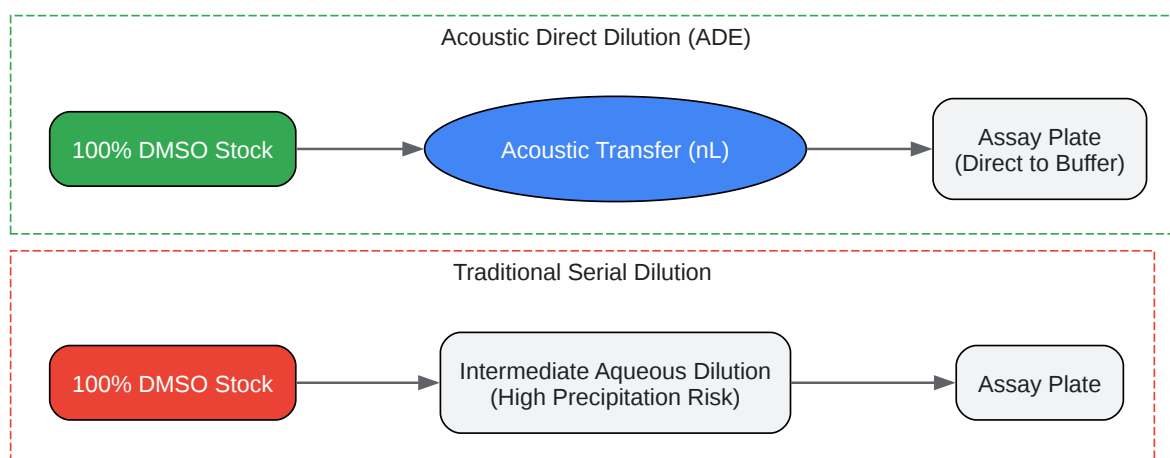 Acoustic Direct Dilution (ADE)
100% DMSO Stock
Acoustic Transfer (nL)
Assay Plate
(Direct to Buffer)
Traditional Serial Dilution
100% DMSO Stock
Intermediate Aqueous Dilution
(High Precipitation Risk)
Assay Plate